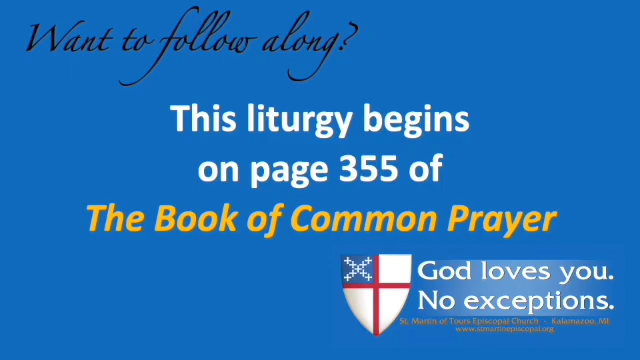 Want to follow along?
This liturgy begins
on page 355 of
The Book of Common Prayer
God loves you.
No exceptions.
St. Martin of Tours Episcopal Church - Kalamazoo, MI
www.stmartinepiscopal.org